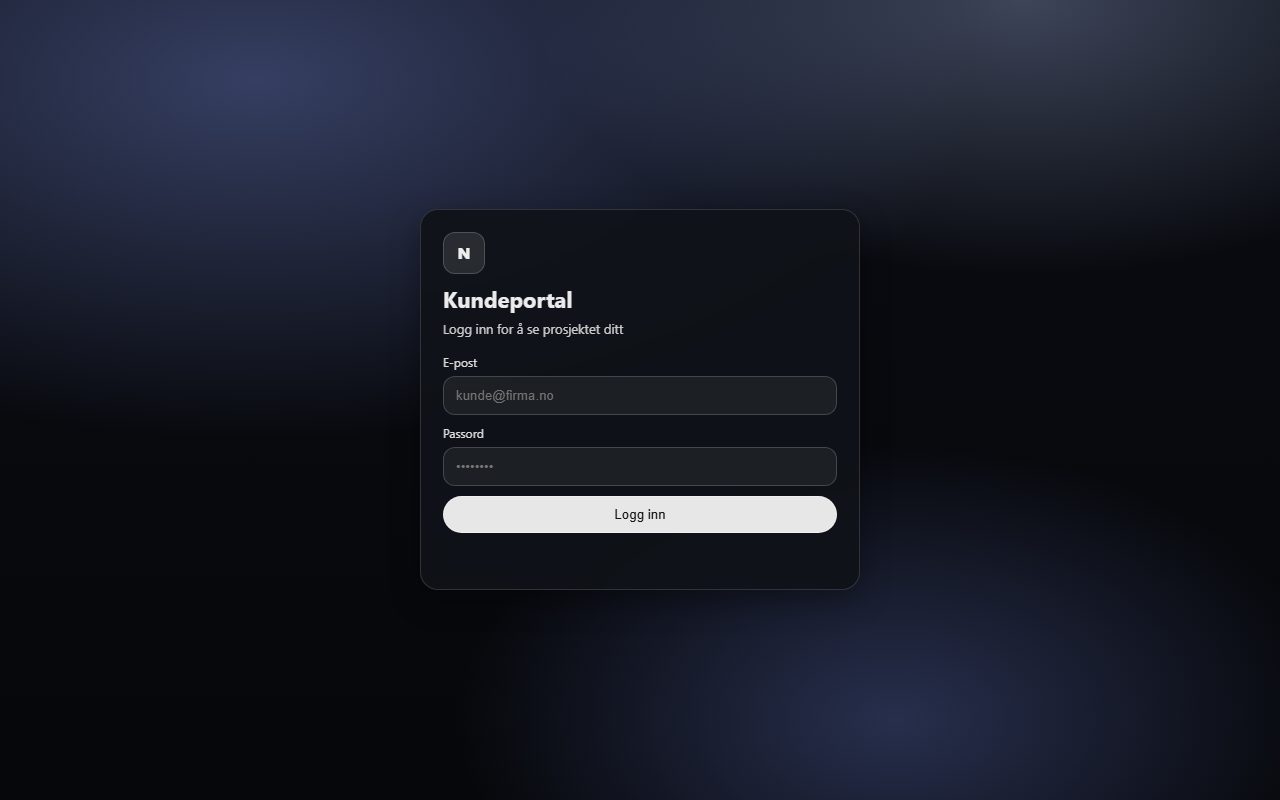 N
Kundeportal
Logg inn for å se prosjektet ditt
E-post
kunde@firma.no
Passord
••••••••
Logg inn